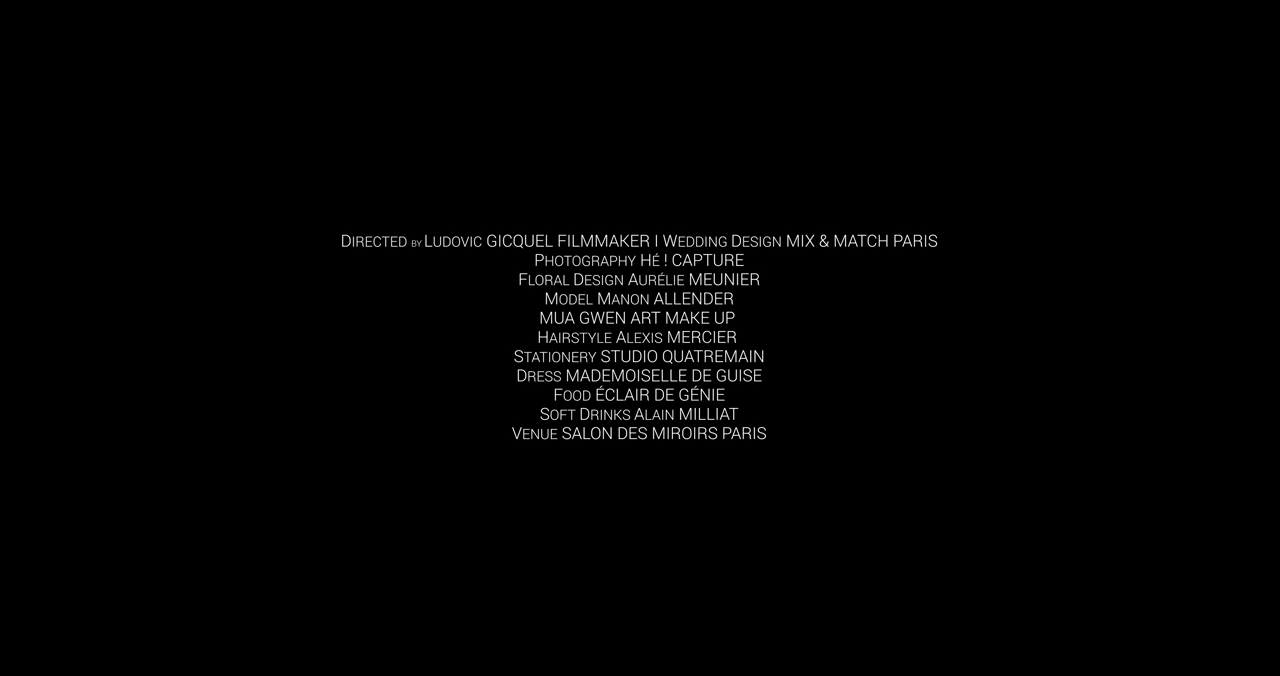 Directed by Ludovic GICQUEL FILMMAKER I Wedding Design MIX & MATCH PARIS
Photography Hé ! CAPTURE
Floral Design Aurélie MEUNIER
Model Manon ALLENDER
MUA GWEN ART MAKE UP
Hairstyle Alexis MERCIER
Stationery STUDIO QUATREMAIN
Dress MADEMOISELLE DE GUISE
Food ÉCLAIR DE GÉNIE
Soft Drinks Alain MILLIAT
Venue SALON DES MIROIRS PARIS